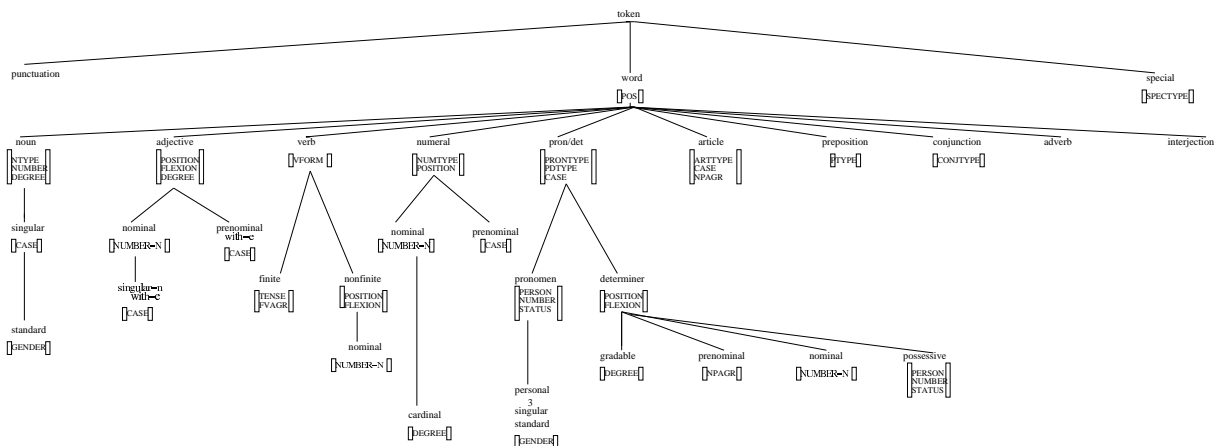 token
punctuation
word
special
POS
SPECTYPE
noun
adjective
verb
numeral
pron/det
article
preposition
conjunction
adverb
interjection
NTYPE
NUMBER
DEGREE
POSITION
FLEXION
DEGREE
VFORM
NUMTYPE
POSITION
PRONTYPE
PDTYPE
CASE
ARTTYPE
CASE
NPAGR
PTYPE
CONJTYPE
singular
CASE
nominal
NUMBER-N
prenominal
with-e
CASE
nominal
NUMBER-N
prenominal
CASE
singular-n
with-e
CASE
finite
TENSE
FVAGR
nonfinite
POSITION
FLEXION
pronomen
PERSON
NUMBER
STATUS
determiner
POSITION
FLEXION
standard
GENDER
nominal
NUMBER-N
gradable
DEGREE
prenominal
NPAGR
nominal
NUMBER-N
possessive
PERSON
NUMBER
STATUS
cardinal
DEGREE
personal
3
singular
standard
GENDER